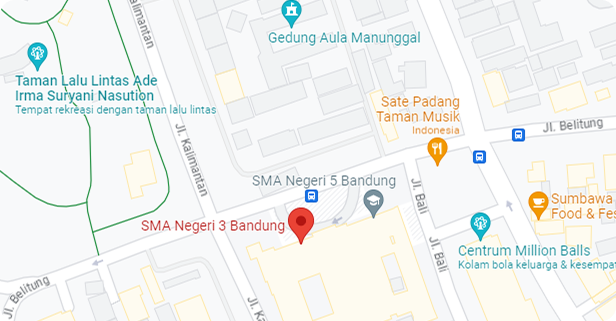 Jl. Kalimantan
Gedung Aula Manunggal
Taman Lalu Lintas Ade
Irma Suryani Nasution
Tempat rekreasi dengan taman lalu lintas
Sate Padang
Taman Musik
Indonesia
Jl. Belitung
Jl. Kalimantan
SMA Negeri 5 Bandung
Jl. Bali
Sumbawa
Food & Fes
SMA Negeri 3 Bandung
Jl. Bali
Centrum Million Balls
Kolam bola keluarga & kesempat
Jl. Belitung
Jl. Ka